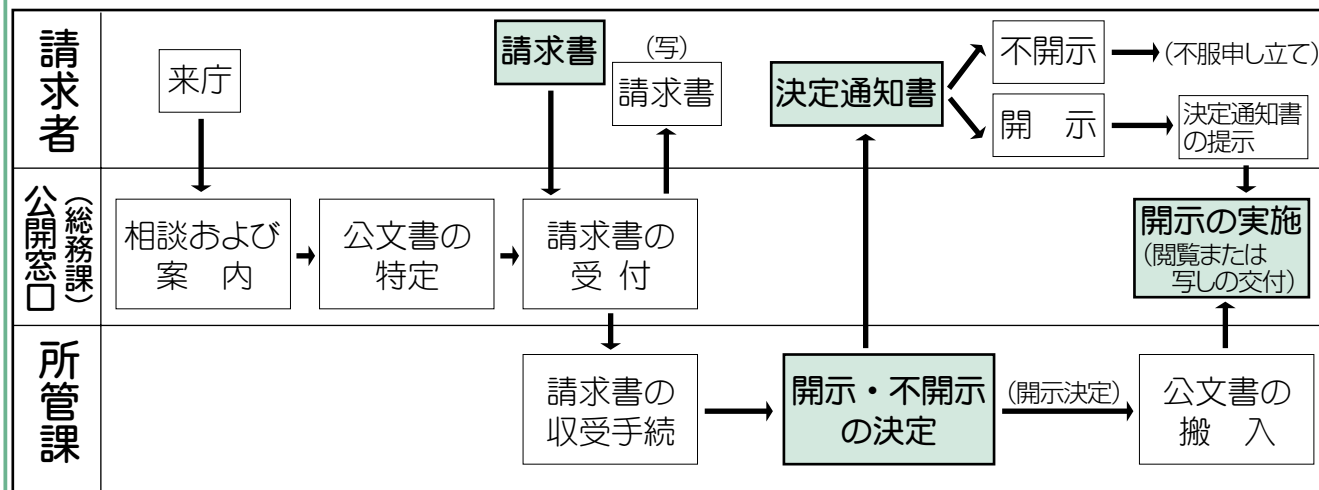 請求者
来庁
請求書
(写)
請求書
決定通知書
不開示
(不服申し立て)
開　示
決定通知書
の提示
公開窓口
(総務課)
相談および
案　内
公文書の
特定
請求書の
受 付
開示の実施
(閲覧または
写しの交付)
所管課
請求書の
収受手続
開示・不開示
の決定
(開示決定)
公文書の
搬　入